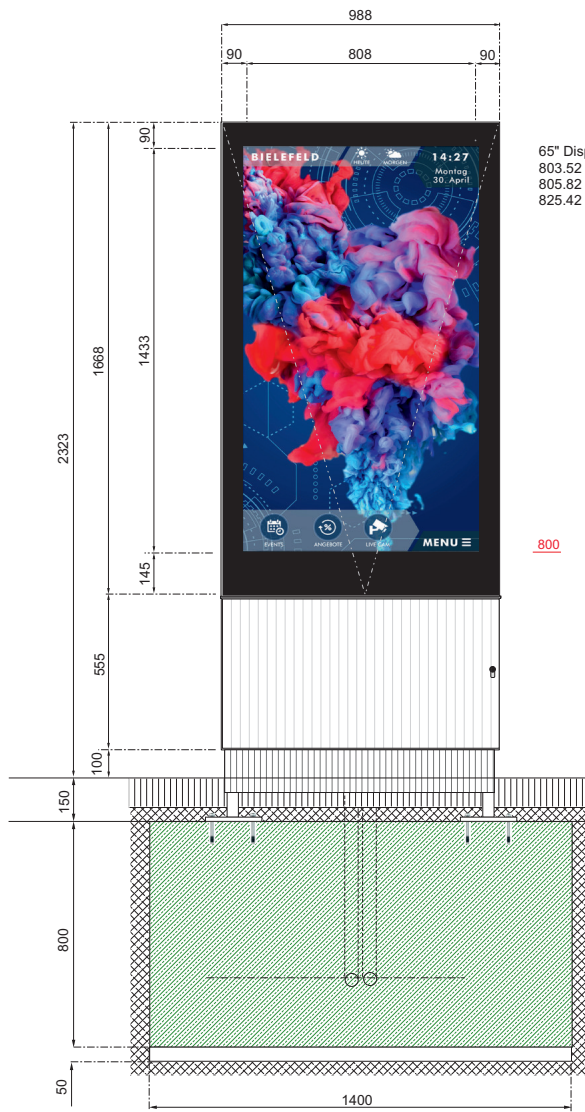 988
90 808 90
65" Disp
803.52
805.82
825.42
90
1433
1668
2323
145
555
100
150
800
50
1400
800
BIELEFELD
HEUTE
MORGEN
14:27
Montag
30. April
EVENTS
ANGEBOTE
LIVE CAM
MENU